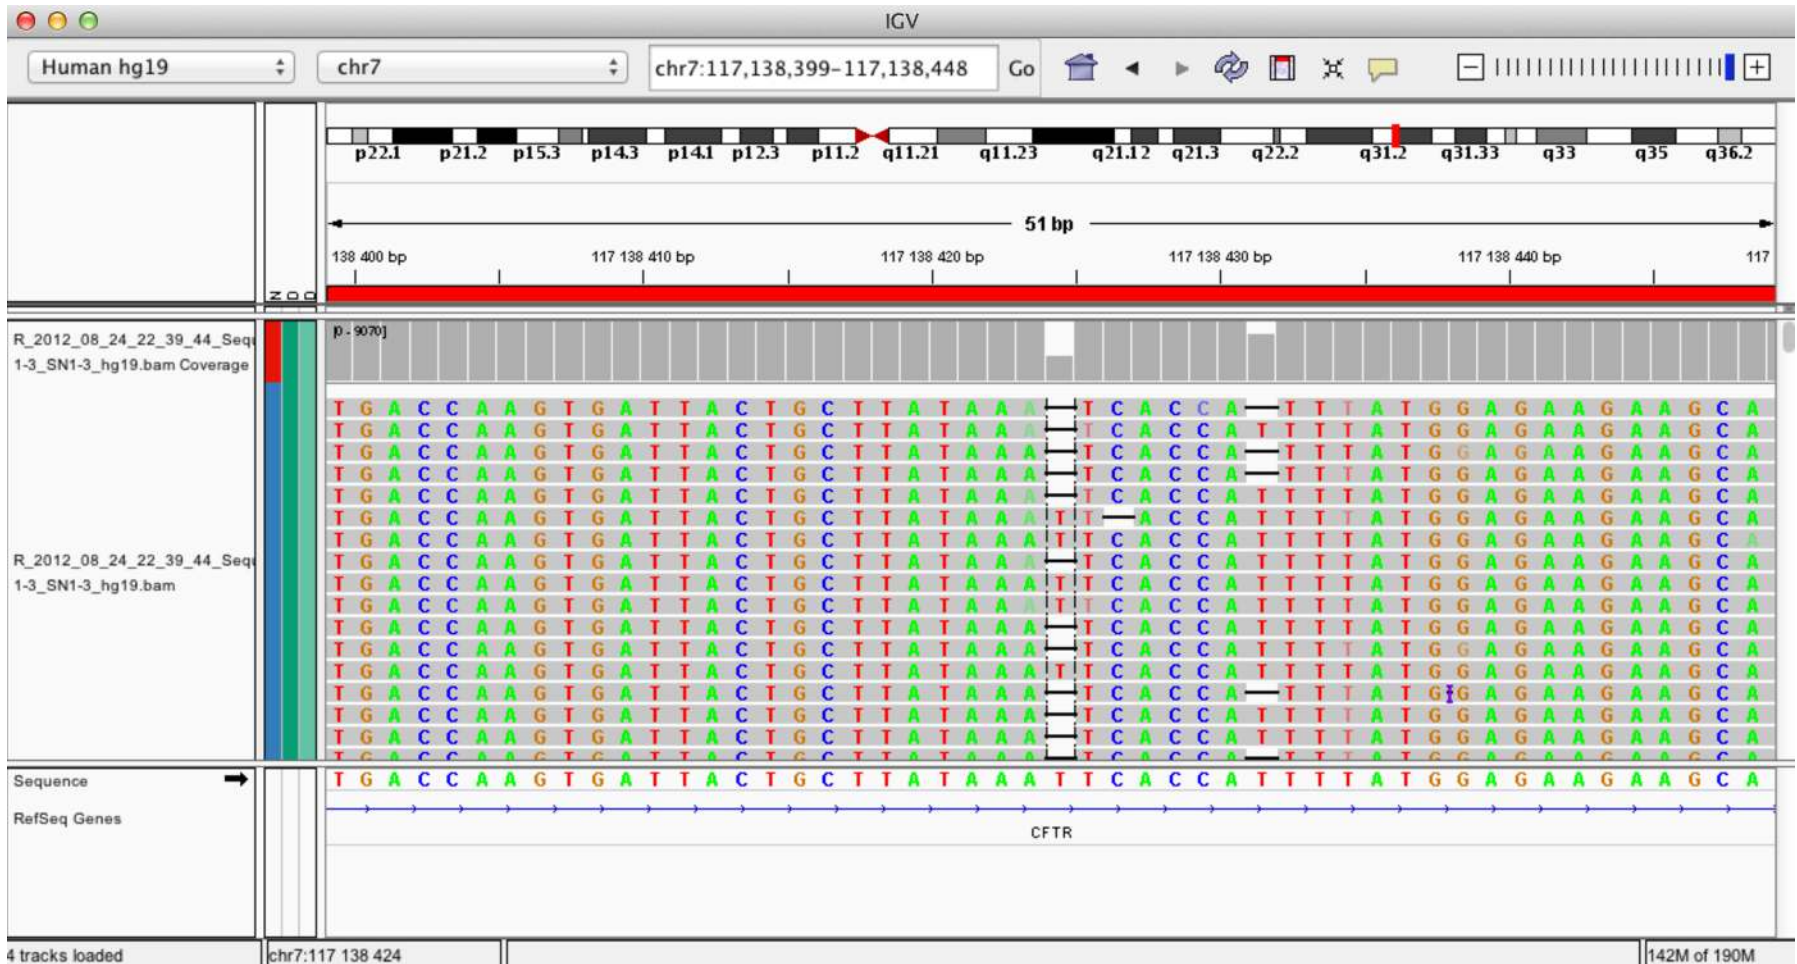 IGV
Human hg19 chr7 chr7:117,138,399-117,138,448 Go
p22.1 p21.2 p15.3 p14.3 p14.1 p12.3 p11.2 q11.21 q11.23 q21.12 q21.3 q22.2 q31.2 q31.33 q33 q35 q36.2
51 bp
138 400 bp 117 138 410 bp 117 138 420 bp 117 138 430 bp 117 138 440 bp 117
[0 - 9070]
R_2012_08_24_22_39_44_Sequ
1-3_SN1-3_hg19.bam Coverage
T G A C C A A G T G A T T A C T G C T T A T A A A — T C A C C A — T T T A T G G A G A A G A A G C A
T G A C C A A G T G A T T A C T G C T T A T A A A — T C A C C A T T T T A T G G A G A A G A A G C A
T G A C C A A G T G A T T A C T G C T T A T A A A — T C A C C A — T T T A T G G A G A A G A A G C A
T G A C C A A G T G A T T A C T G C T T A T A A A — T C A C C A — T T T A T G G A G A A G A A G C A
T G A C C A A G T G A T T A C T G C T T A T A A A — T C A C C A T T T T A T G G A G A A G A A G C A
T G A C C A A G T G A T T A C T G C T T A T A A A T T — A C C A T T T T A T G G A G A A G A A G C A
T G A C C A A G T G A T T A C T G C T T A T A A A T T C A C C A T T T T A T G G A G A A G A A G C A
T G A C C A A G T G A T T A C T G C T T A T A A A — T C A C C A T T T T A T G G A G A A G A A G C A
T G A C C A A G T G A T T A C T G C T T A T A A A T T C A C C A T T T T A T G G A G A A G A A G C A
T G A C C A A G T G A T T A C T G C T T A T A A A T T C A C C A T T T T A T G G A G A A G A A G C A
T G A C C A A G T G A T T A C T G C T T A T A A A — T C A C C A T T T T A T G G A G A A G A A G C A
T G A C C A A G T G A T T A C T G C T T A T A A A — T C A C C A T T T T A T G G A G A A G A A G C A
T G A C C A A G T G A T T A C T G C T T A T A A A T T C A C C A T T T T A T G G A G A A G A A G C A
T G A C C A A G T G A T T A C T G C T T A T A A A — T C A C C A — T T T A T G G A G A A G A A G C A
T G A C C A A G T G A T T A C T G C T T A T A A A — T C A C C A T T T T A T G G A G A A G A A G C A
T G A C C A A G T G A T T A C T G C T T A T A A A — T C A C C A T T T T A T G G A G A A G A A G C A
R_2012_08_24_22_39_44_Sequ
1-3_SN1-3_hg19.bam
Sequence
T G A C C A A G T G A T T A C T G C T T A T A A A T T C A C C A T T T T A T G G A G A A G A A G C A
RefSeq Genes
CFTR
4 tracks loaded chr7:117 138 424 142M of 190M